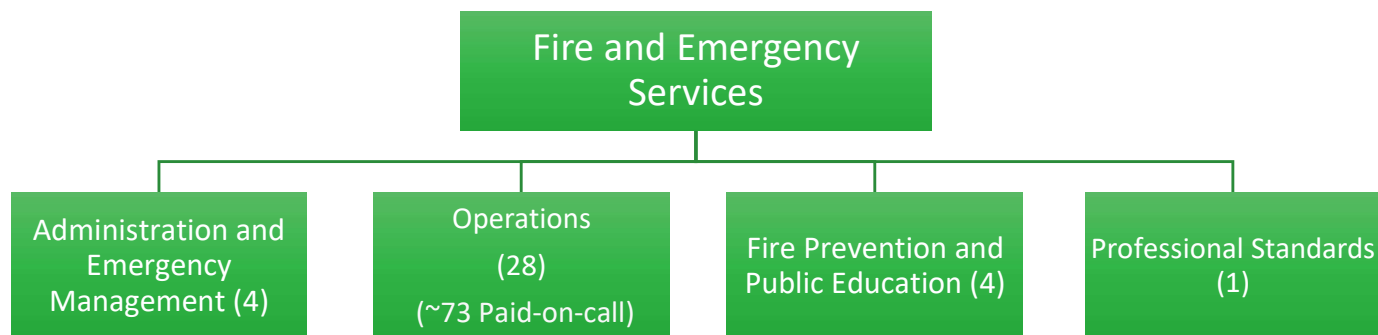 Fire and Emergency
Services
Administration and
Emergency
Management (4)
Operations
(28)
(~73 Paid-on-call)
Fire Prevention and
Public Education (4)
Professional Standards
(1)